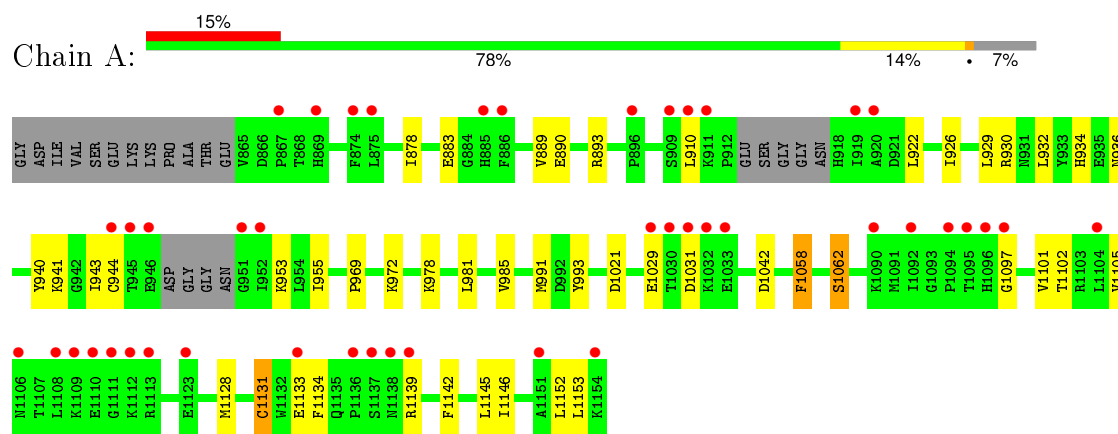 15%
Chain A:
78% 14% • 7%
GLY ASP ILE VAL SER GLU LYS LYS PRO ALA THR GLU V865 D866 P867 T868 H869 F874 L875 I878 E883 G884 H885 F886 V889 E890 R893 P896 S909 L910 K911 P912 GLU SER GLY GLY ASN H918 I919 A920 D921 L922 I926 L929 R930 N931 L932 Y933 H934 E935 N936
Y940 K941 G942 I943 G944 T945 E946 ASP GLY GLY ASN G951 I952 K953 L954 I955 P969 K972 K978 L981 V985 M991 D992 Y993 D1021 E1029 T1030 D1031 K1032 E1033 D1042 F1058 S1062 K1090 M1091 I1092 G1093 P1094 T1095 H1096 G1097 V1101 T1102 R1103 L1104 V1105
N1106 T1107 L1108 K1109 E1110 G1111 K1112 R1113 E1123 M1128 C1131 W1132 E1133 F1134 Q1135 P1136 S1137 N1138 R1139 F1142 L1145 I1146 A1151 L1152 L1153 K1154